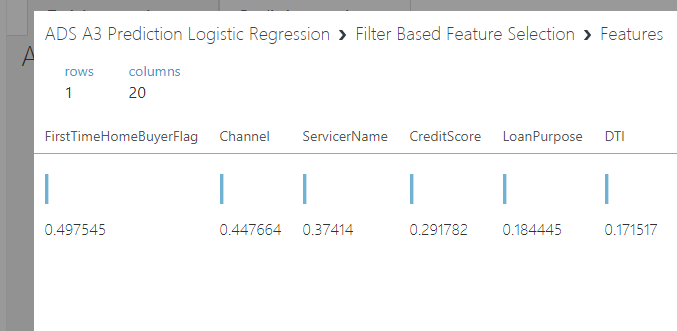 ADS A3 Prediction Logistic Regression › Filter Based Feature Selection › Features
rows columns
1 20
FirstTimeHomeBuyerFlag Channel ServicerName CreditScore LoanPurpose DTI
0.497545 0.447664 0.37414 0.291782 0.184445 0.171517